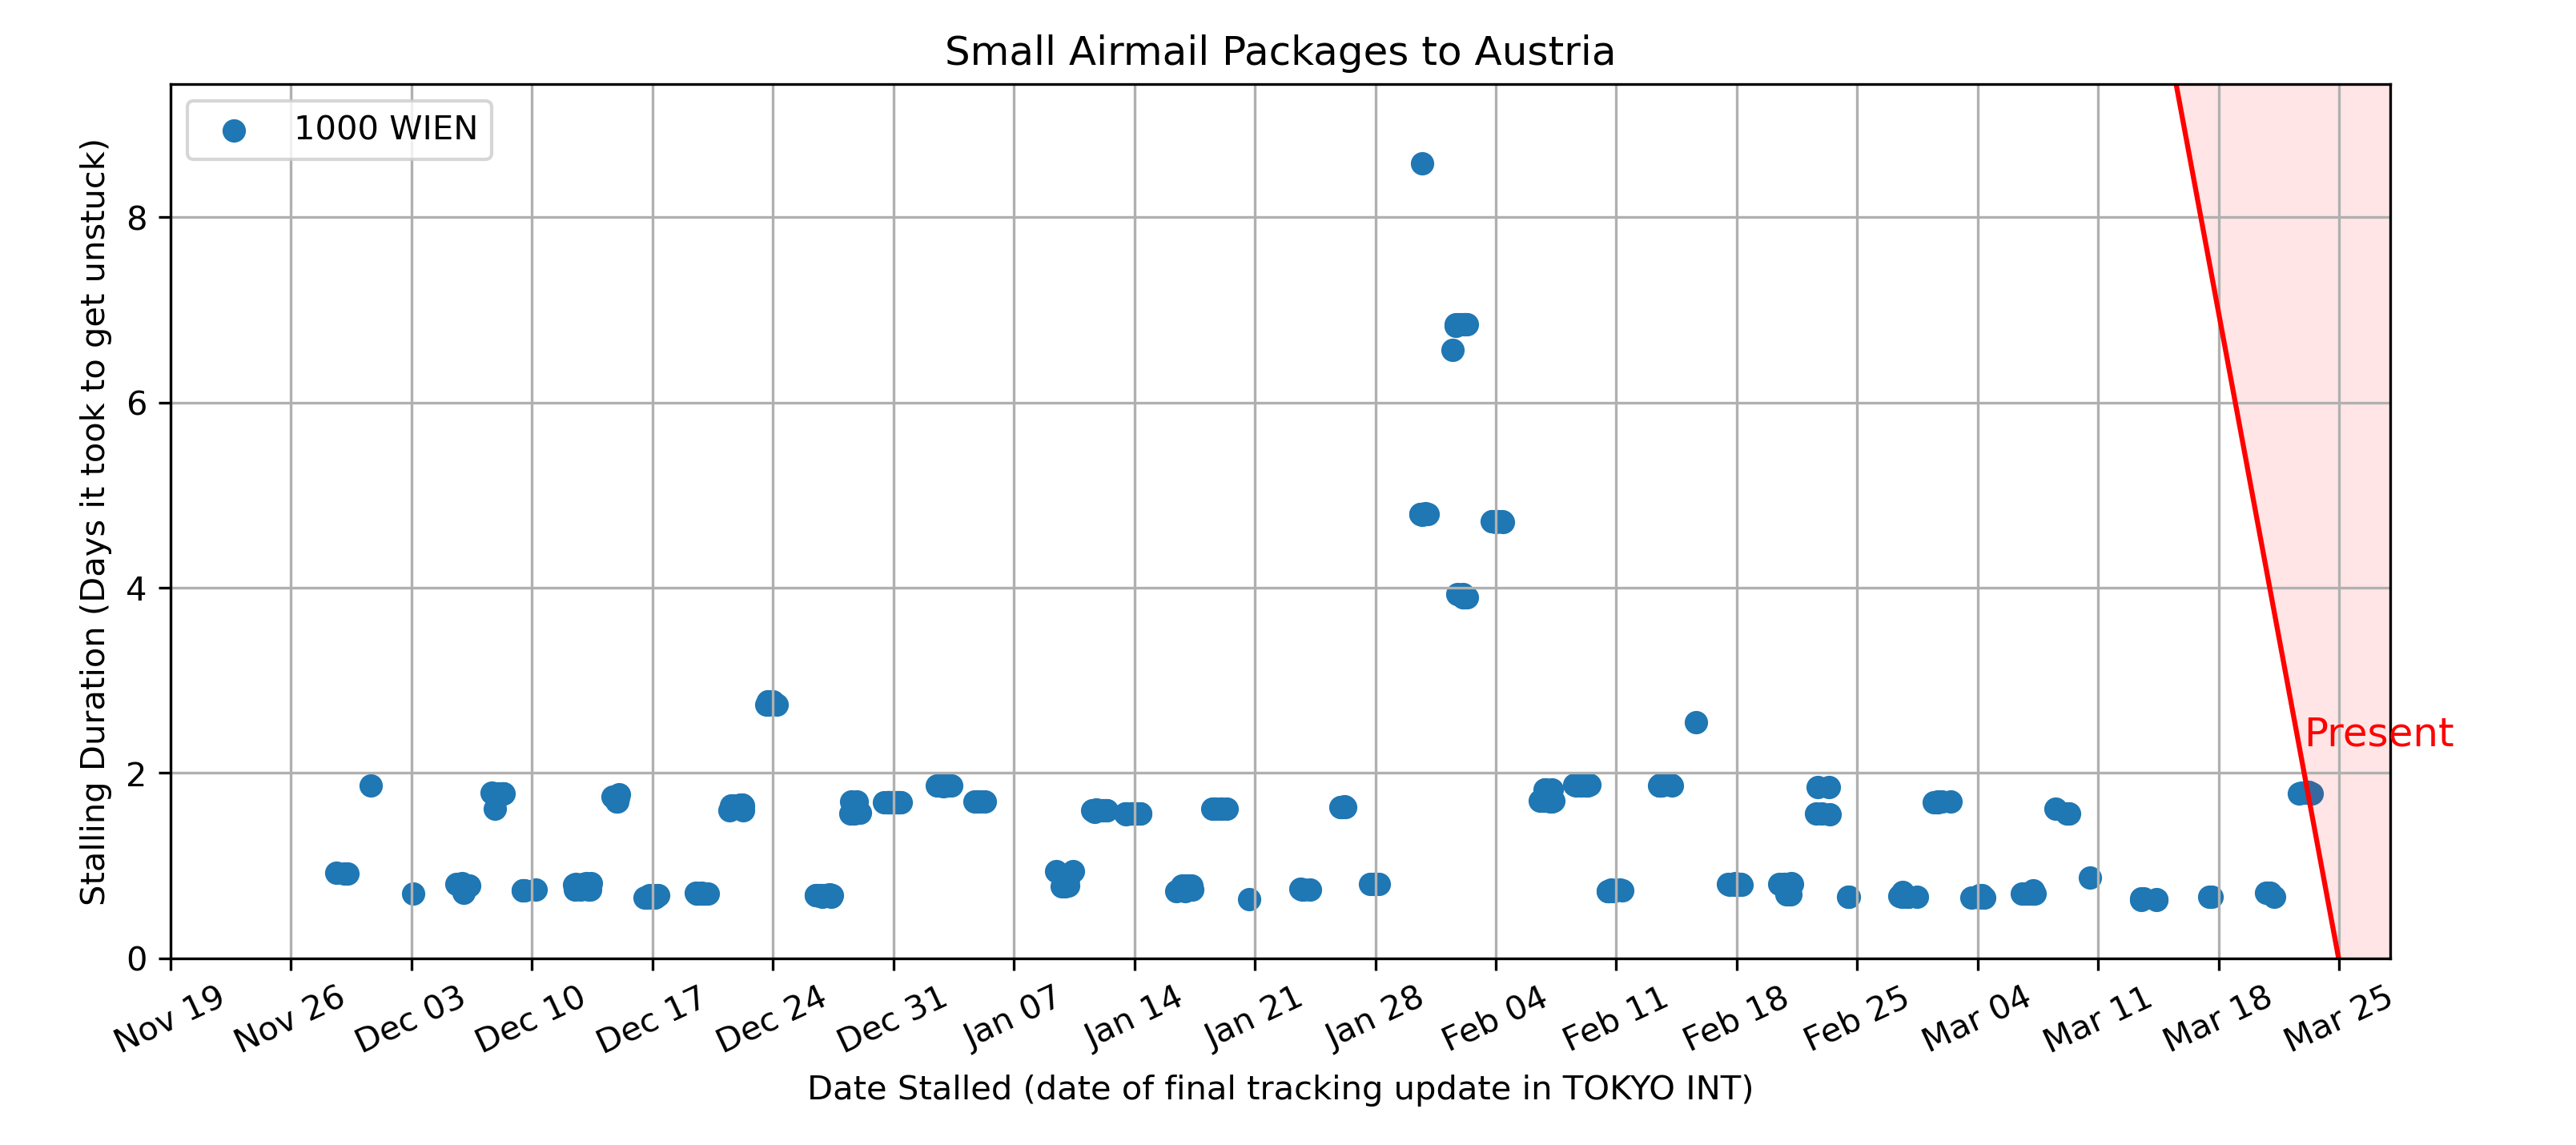 Small Airmail Packages to Austria
1000 WIEN
Stalling Duration (Days it took to get unstuck)
8
6
4
2
0
Present
Nov 19
Nov 26
Dec 03
Dec 10
Dec 17
Dec 24
Dec 31
Jan 07
Jan 14
Jan 21
Jan 28
Feb 04
Feb 11
Feb 18
Feb 25
Mar 04
Mar 11
Mar 18
Mar 25
Date Stalled (date of final tracking update in TOKYO INT)